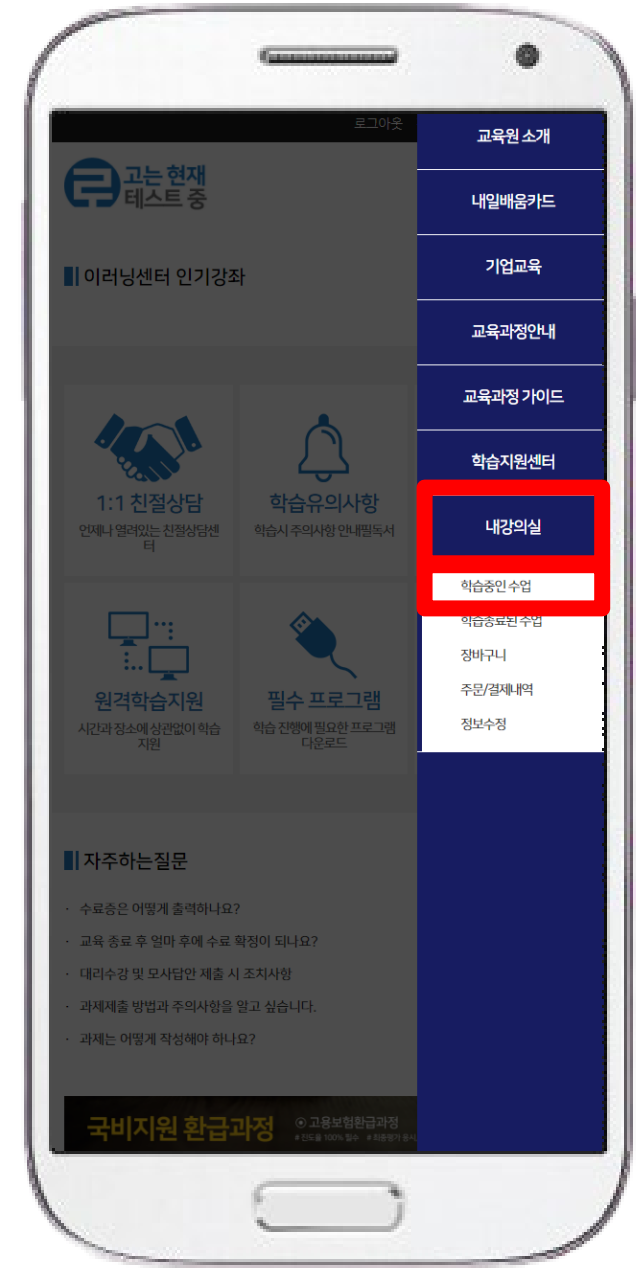 로그아웃
고는 현재
테스트 중
이러닝센터 인기강좌
1:1 친절상담
언제나 열려있는 친절상담센
터
학습유의사항
학습시 주의사항 안내필독서
원격학습지원
시간과 장소에 상관없이 학습
지원
필수 프로그램
학습 진행에 필요한 프로그램
다운로드
자주하는질문
· 수료증은 어떻게 출력하나요?
· 교육 종료 후 얼마 후에 수료 확정이 되나요?
· 대리수강 및 모사답안 제출 시 조치사항
· 과제제출 방법과 주의사항을 알고 싶습니다.
· 과제는 어떻게 작성해야 하나요?
국비지원 환급과정
고용보험환급과정
# 진도율 100% 필수 # 최종평가 응시
교육원 소개
내일배움카드
기업교육
교육과정안내
교육과정 가이드
학습지원센터
내강의실
학습중인 수업
학습종료된 수업
장바구니
주문/결제내역
정보수정